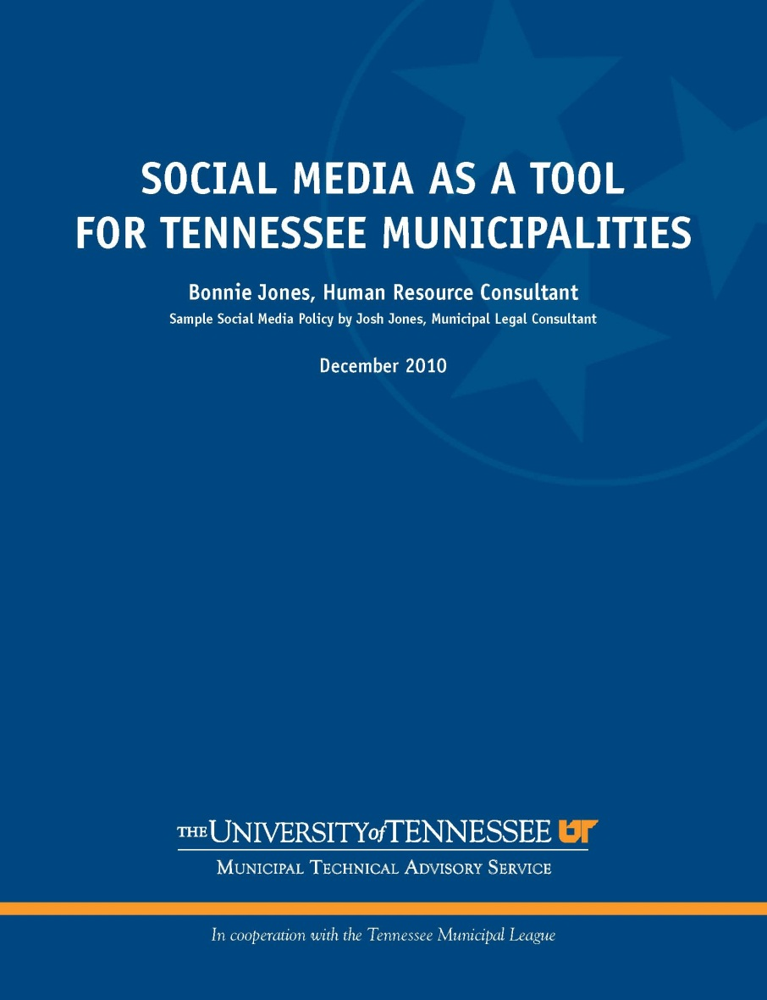 SOCIAL MEDIA AS A TOOL
FOR TENNESSEE MUNICIPALITIES
Bonnie Jones, Human Resource Consultant
Sample Social Media Policy by Josh Jones, Municipal Legal Consultant
December 2010
THE UNIVERSITY of TENNESSEE UT
MUNICIPAL TECHNICAL ADVISORY SERVICE
In cooperation with the Tennessee Municipal League